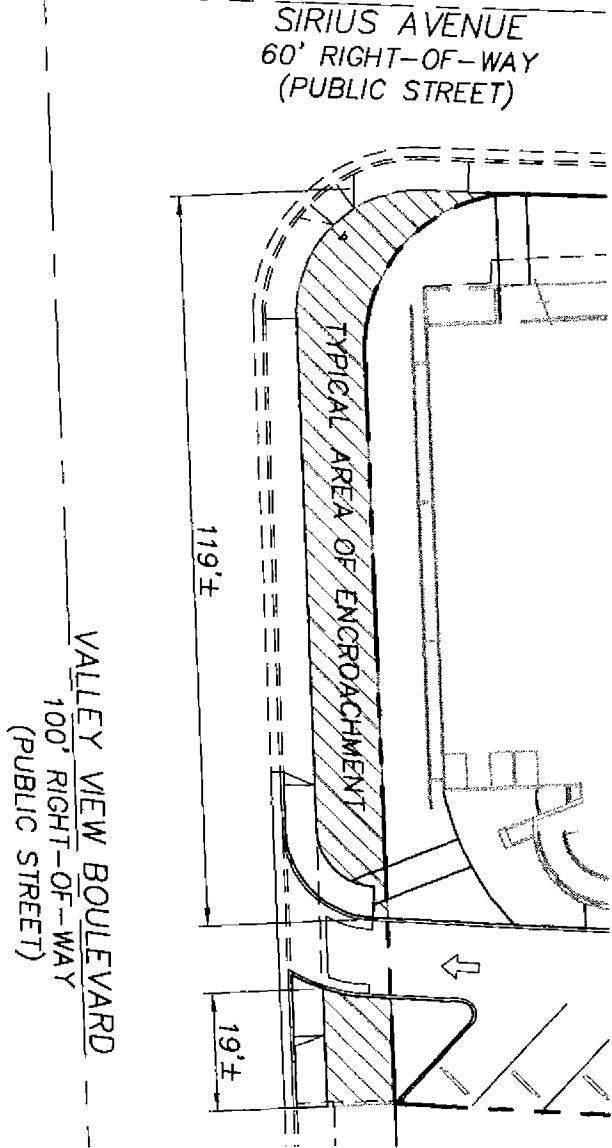 SIRIUS AVENUE
60' RIGHT-OF-WAY
(PUBLIC STREET)
TYPICAL AREA OF ENCROACHMENT
119'±
VALLEY VIEW BOULEVARD
100' RIGHT-OF-WAY
(PUBLIC STREET)
19'±